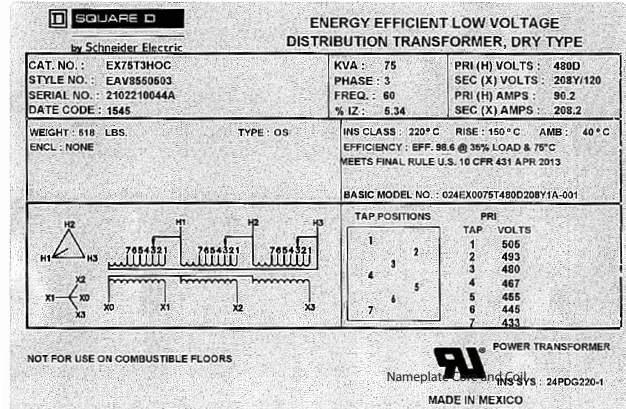 SQUARE D
by Schneider Electric
ENERGY EFFICIENT LOW VOLTAGE
DISTRIBUTION TRANSFORMER, DRY TYPE
CAT. NO. : EX75T3HOC
STYLE NO. : EAV8550503
SERIAL NO. : 2102210044A
DATE CODE : 1545
KVA : 75
PHASE : 3
FREQ. : 60
% IZ : 5.34
PRI (H) VOLTS : 480D
SEC (X) VOLTS : 208Y/120
PRI (H) AMPS : 90.2
SEC (X) AMPS : 208.2
WEIGHT : 518 LBS. TYPE : OS
ENCL : NONE
INS CLASS : 220° C RISE : 150° C AMB : 40° C
EFFICIENCY : EFF. 98.6 @ 35% LOAD & 75°C
MEETS FINAL RULE U.S. 10 CFR 431 APR 2013
BASIC MODEL NO. : 024EX0075T480D208Y1A-001
H2
H1 H3
X2
X1 X0
X3
H1 H2 H3
7654321 7654321 7654321
X0 X1 X2 X3
TAP POSITIONS
1
2
3
4
5
6
7
PRI
TAP VOLTS
1 505
2 493
3 480
4 467
5 455
6 445
7 433
NOT FOR USE ON COMBUSTIBLE FLOORS
POWER TRANSFORMER
Nameplate Core and Coil
INS SYS : 24PDG220-1
MADE IN MEXICO